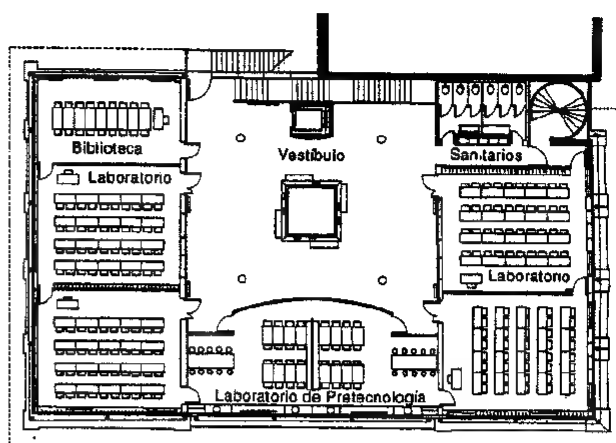 Biblioteca
Vestíbulo
Sanitarios
Laboratorio
Laboratorio
Laboratorio de Pretecnología